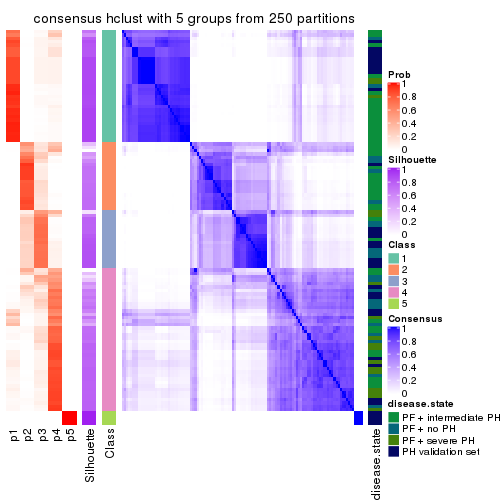 consensus hclust with 5 groups from 250 partitions
Prob
1
0.8
0.6
0.4
0.2
0
Silhouette
1
0.8
0.6
0.4
0.2
0
Class
1
2
3
4
5
Consensus
1
0.8
0.6
0.4
0.2
0
disease.state
PF + intermediate PH
PF + no PH
PF + severe PH
PH validation set
p1
p2
p3
p4
p5
Silhouette
Class
disease.state